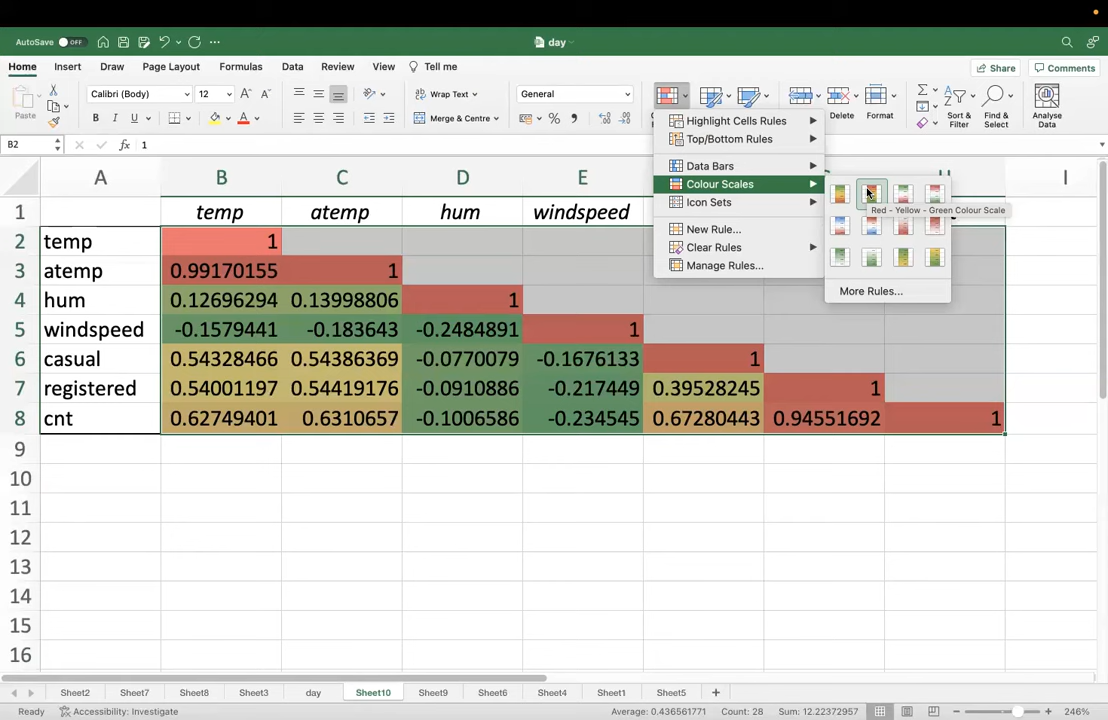 AutoSave OFF ... day
Home Insert Draw Page Layout Formulas Data Review View Tell me Share Comments
Paste Calibri (Body) 12 A A Wrap Text General Delete Format Sort & Filter Find & Select Analyse Data
B I U A Merge & Centre % 
B2 fx 1
A B C D E H I
1 temp atemp hum windspeed
2 temp 1
3 atemp 0.99170155 1
4 hum 0.12696294 0.13998806 1
5 windspeed -0.1579441 -0.183643 -0.2484891 1
6 casual 0.54328466 0.54386369 -0.0770079 -0.1676133 1
7 registered 0.54001197 0.54419176 -0.0910886 -0.217449 0.39528245 1
8 cnt 0.62749401 0.6310657 -0.1006586 -0.234545 0.67280443 0.94551692 1
9
10
11
12
13
14
15
16
Highlight Cells Rules
Top/Bottom Rules
Data Bars
Colour Scales
Icon Sets
New Rule...
Clear Rules
Manage Rules...
Red - Yellow - Green Colour Scale
More Rules...
Sheet2 Sheet7 Sheet8 Sheet3 day Sheet10 Sheet9 Sheet6 Sheet4 Sheet1 Sheet5 +
Ready Accessibility: Investigate Average: 0.436561771 Count: 28 Sum: 12.22372957 246%